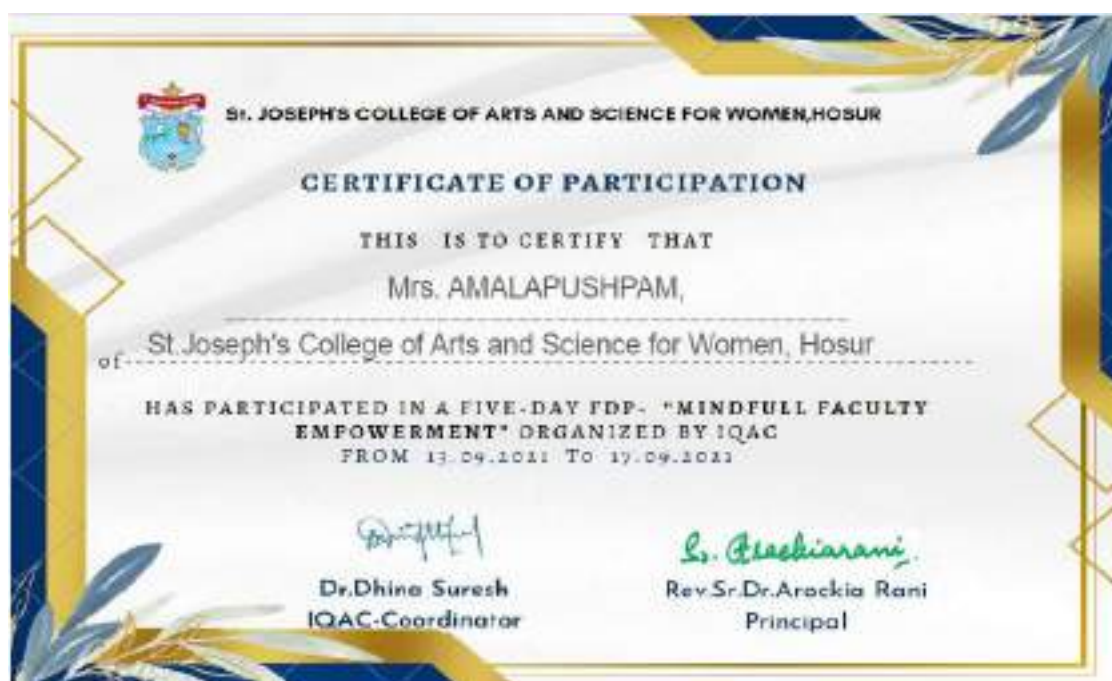 St. JOSEPH'S COLLEGE OF ARTS AND SCIENCE FOR WOMEN,HOSUR
CERTIFICATE OF PARTICIPATION
THIS IS TO CERTIFY THAT
Mrs. AMALAPUSHPAM,
of St.Joseph's College of Arts and Science for Women, Hosur
HAS PARTICIPATED IN A FIVE-DAY FDP- "MINDFULL FACULTY
EMPOWERMENT" ORGANIZED BY IQAC
FROM 13.09.2021 To 17.09.2021
Dr.Dhina Suresh
IQAC-Coordinator
Rev.Sr.Dr.Arockia Rani
Principal